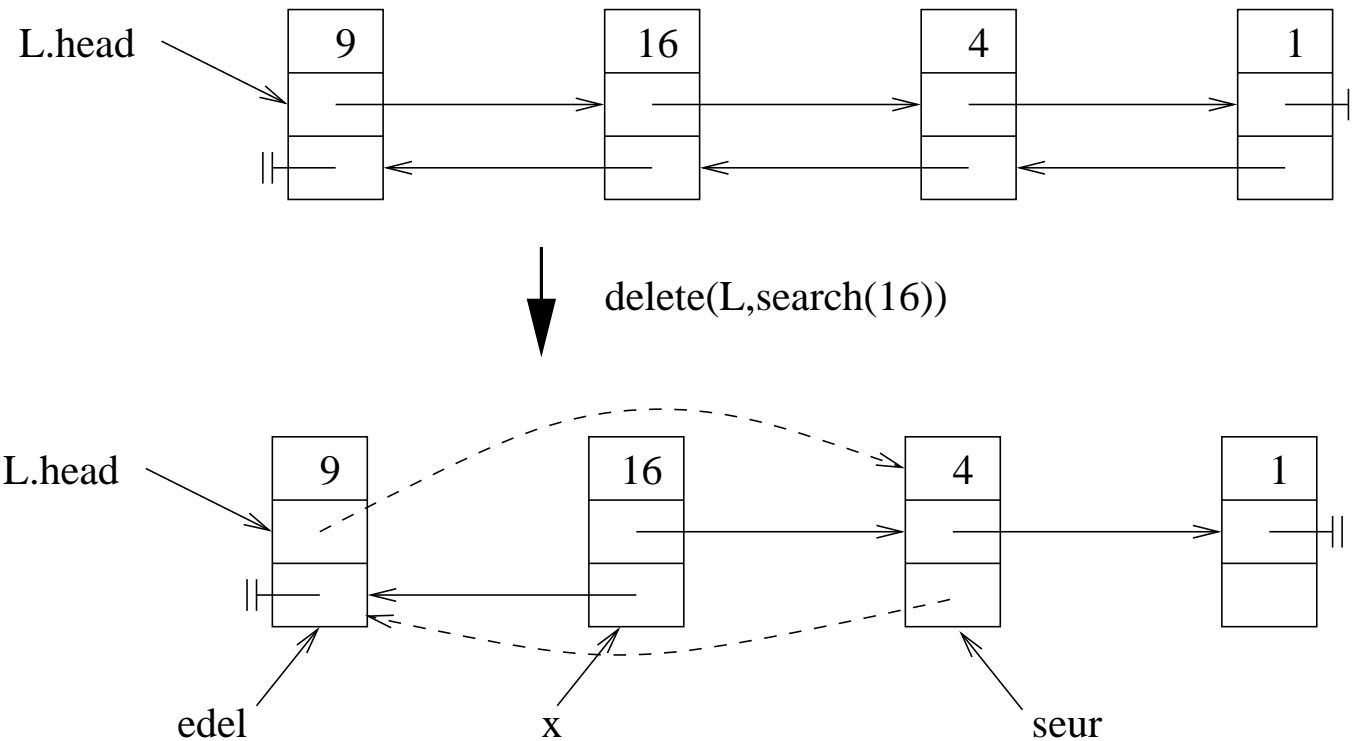 L.head 9 16 4 1
delete(L,search(16))
L.head 9 16 4 1
edel x seur